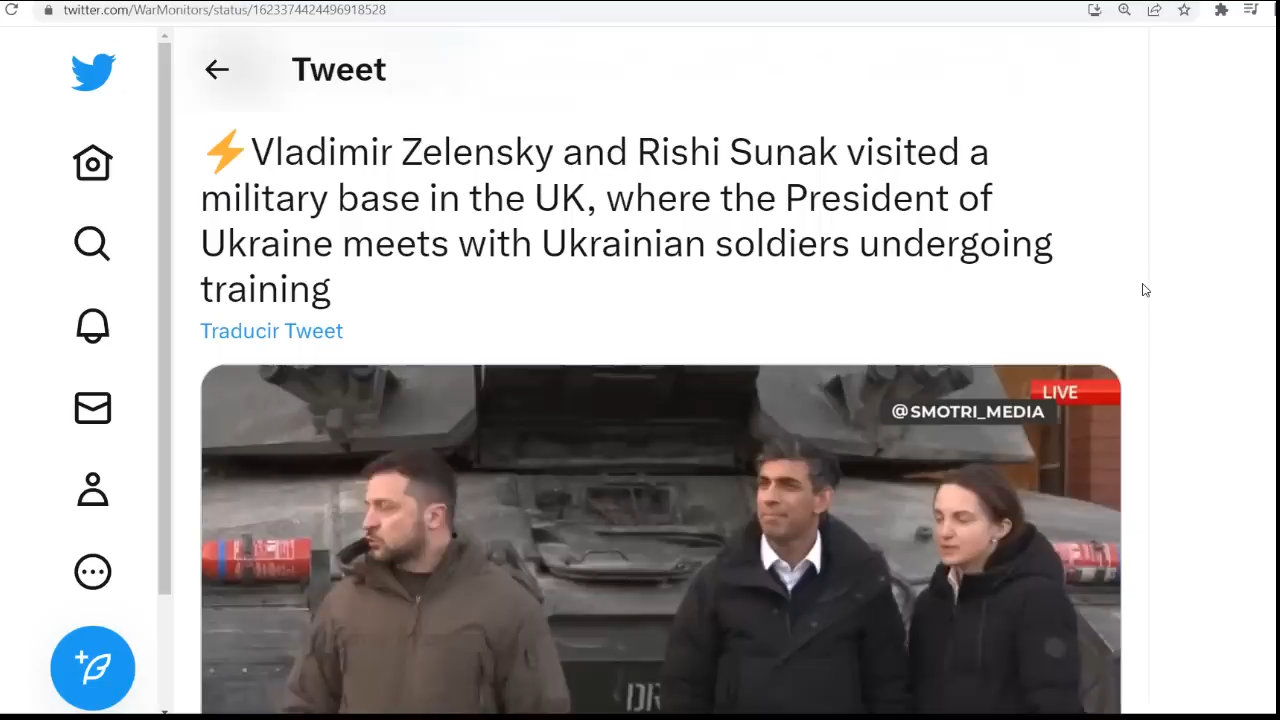 twitter.com/WarMonitors/status/1623374424496918528
Tweet
⚡Vladimir Zelensky and Rishi Sunak visited a
military base in the UK, where the President of
Ukraine meets with Ukrainian soldiers undergoing
training
Traducir Tweet
LIVE
@SMOTRI_MEDIA
DR